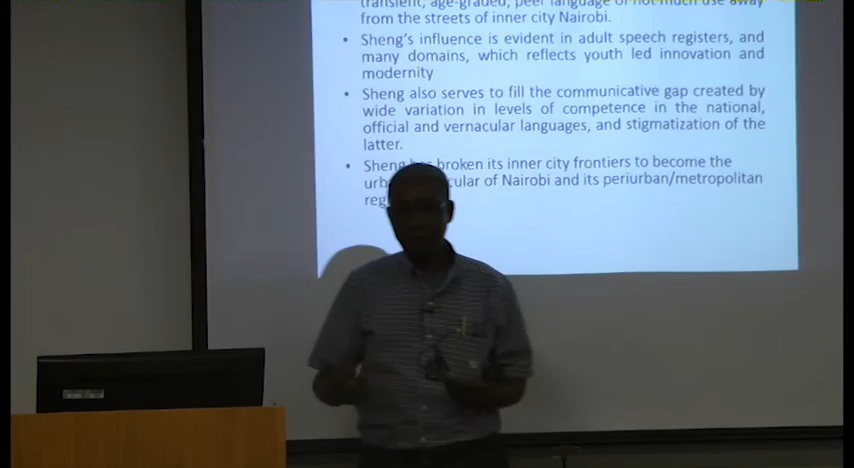 transient, age-graded, peer language of not much use away
from the streets of inner city Nairobi.
• Sheng's influence is evident in adult speech registers, and
many domains, which reflects youth led innovation and
modernity
• Sheng also serves to fill the communicative gap created by
wide variation in levels of competence in the national,
official and vernacular languages, and stigmatization of the
latter.
• Sheng broken its inner city frontiers to become the
of Nairobi and its periurban/metropolitan